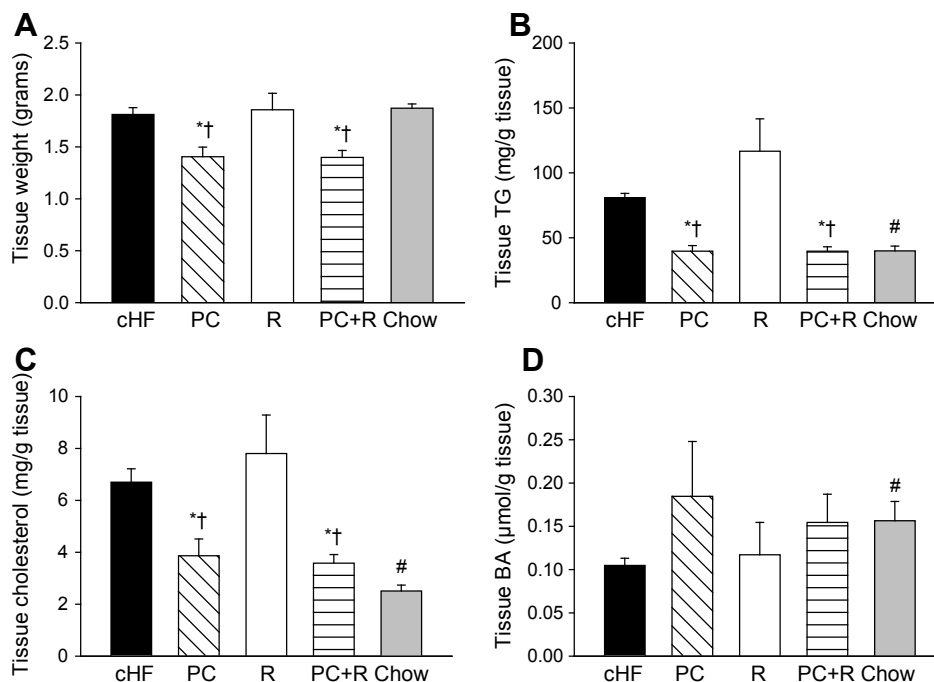 A
Tissue weight (grams)
2.5
2.0
1.5
1.0
0.5
0.0
*†
*†
cHF PC R PC+R Chow
B
Tissue TG (mg/g tissue)
200
150
100
50
0
*†
*†
#
cHF PC R PC+R Chow
C
Tissue cholesterol (mg/g tissue)
10
8
6
4
2
0
*†
*†
#
cHF PC R PC+R Chow
D
Tissue BA (μmol/g tissue)
0.30
0.25
0.20
0.15
0.10
0.05
0.00
#
cHF PC R PC+R Chow